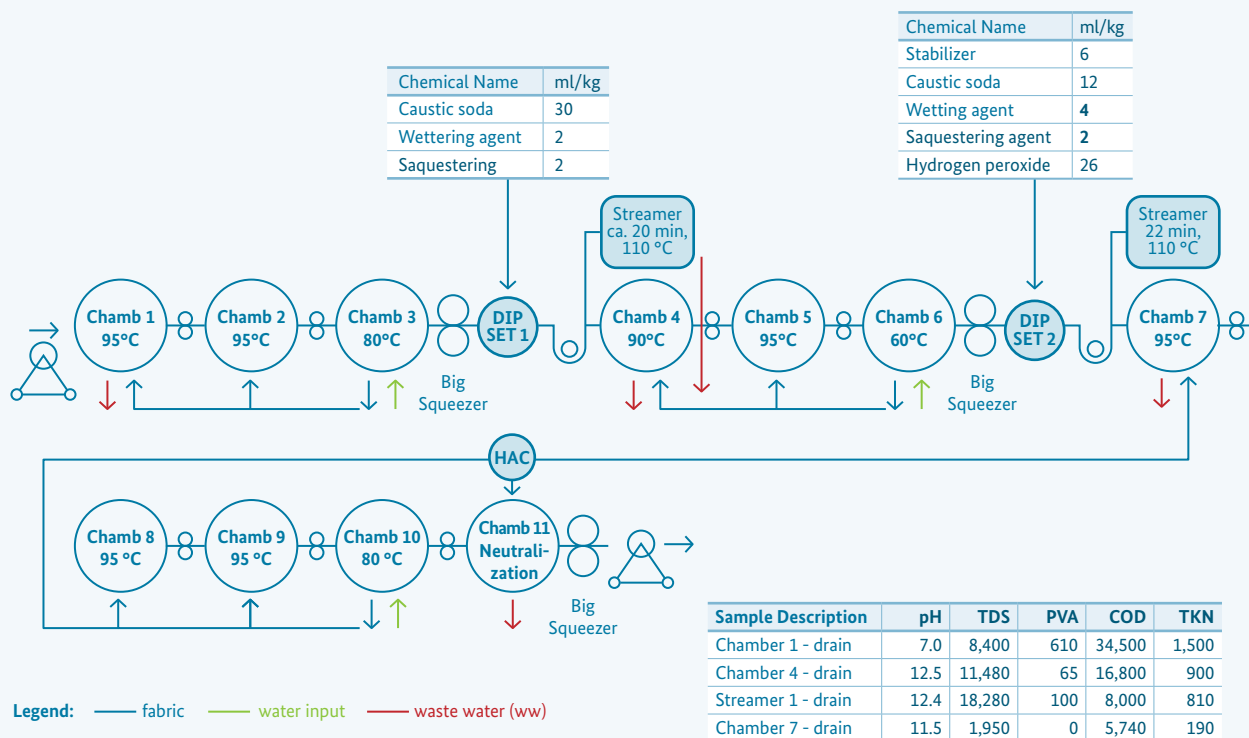 Chemical Name ml/kg
Stabilizer 6
Caustic soda 12
Wetting agent 4
Saquestering agent 2
Hydrogen peroxide 26
Chemical Name ml/kg
Caustic soda 30
Wettering agent 2
Saquestering 2
Streamer
ca. 20 min,
110 °C
Streamer
22 min,
110 °C
Chamb 1
95°C
Chamb 2
95°C
Chamb 3
80°C
DIP
SET 1
Chamb 4
90°C
Chamb 5
95°C
Chamb 6
60°C
DIP
SET 2
Chamb 7
95°C
Big
Squeezer
Big
Squeezer
HAC
Chamb 8
95 °C
Chamb 9
95 °C
Chamb 10
80 °C
Chamb 11
Neutrali-
zation
Big
Squeezer
Sample Description pH TDS PVA COD TKN
Chamber 1 - drain 7.0 8,400 610 34,500 1,500
Chamber 4 - drain 12.5 11,480 65 16,800 900
Streamer 1 - drain 12.4 18,280 100 8,000 810
Chamber 7 - drain 11.5 1,950 0 5,740 190
Legend: fabric water input waste water (ww)